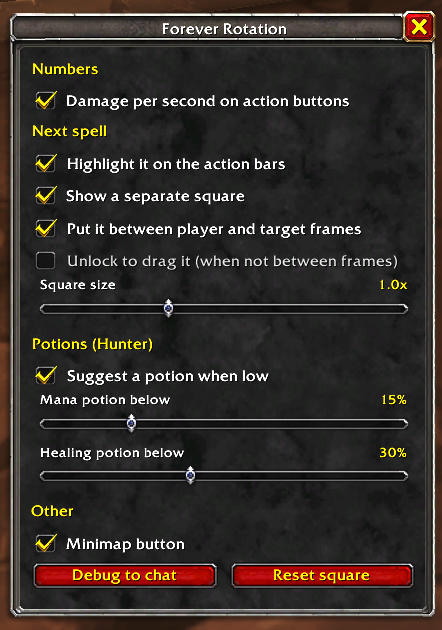 Forever Rotation
Numbers
Damage per second on action buttons
Next spell
Highlight it on the action bars
Show a separate square
Put it between player and target frames
Unlock to drag it (when not between frames)
Square size 1.0x
Potions (Hunter)
Suggest a potion when low
Mana potion below 15%
Healing potion below 30%
Other
Minimap button
Debug to chat Reset square